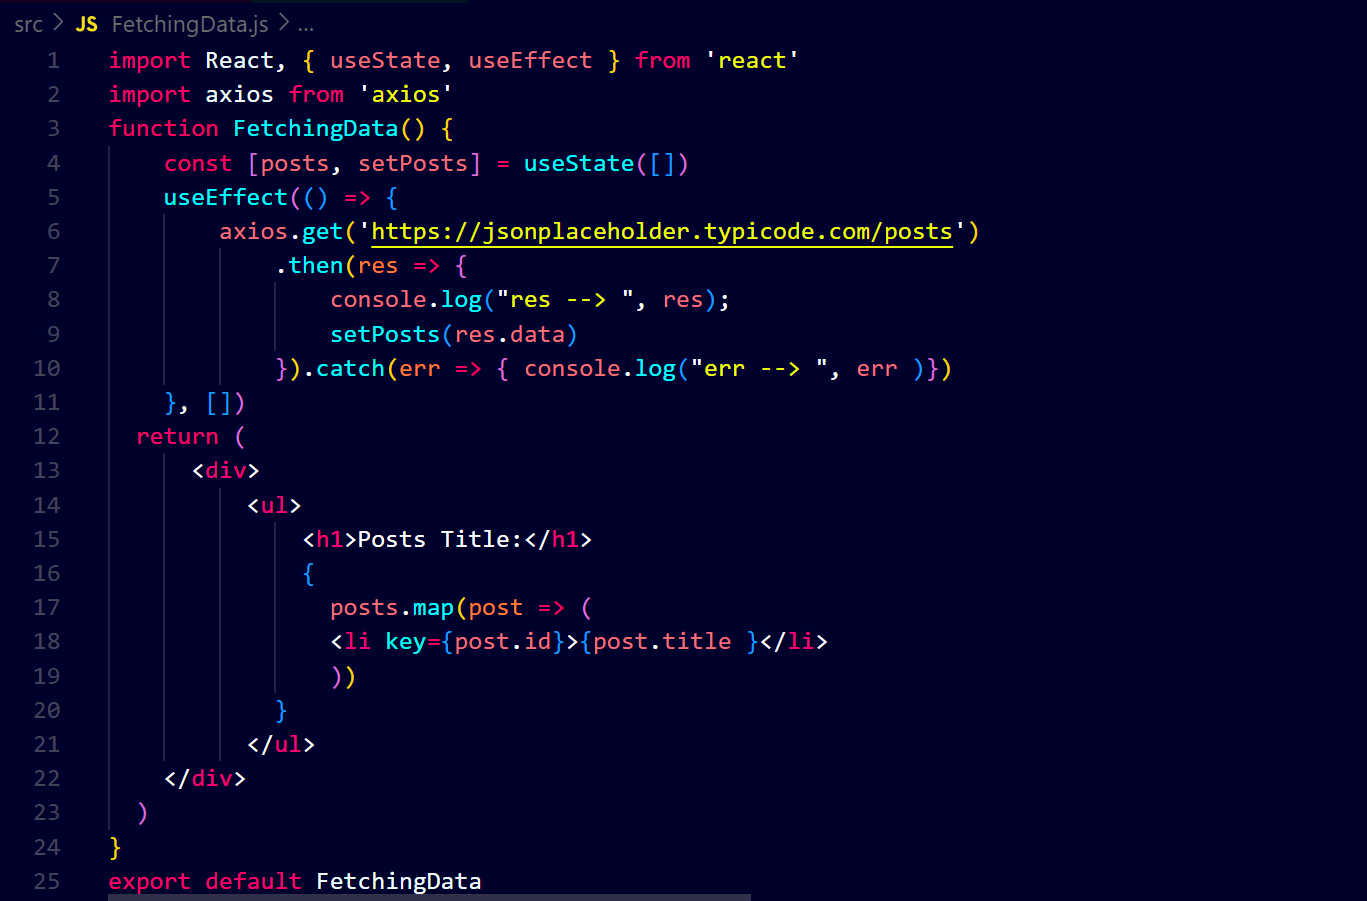 src > JS FetchingData.js > ...
1 import React, { useState, useEffect } from 'react'
2 import axios from 'axios'
3 function FetchingData() {
4     const [posts, setPosts] = useState([])
5     useEffect(() => {
6         axios.get('https://jsonplaceholder.typicode.com/posts')
7             .then(res => {
8                 console.log("res --> ", res);
9                 setPosts(res.data)
10             }).catch(err => { console.log("err --> ", err )})
11     }, [])
12   return (
13       <div>
14           <ul>
15               <h1>Posts Title:</h1>
16               {
17                 posts.map(post => (
18                 <li key={post.id}>{post.title }</li>
19                 ))
20             }
21           </ul>
22     </div>
23   )
24 }
25 export default FetchingData